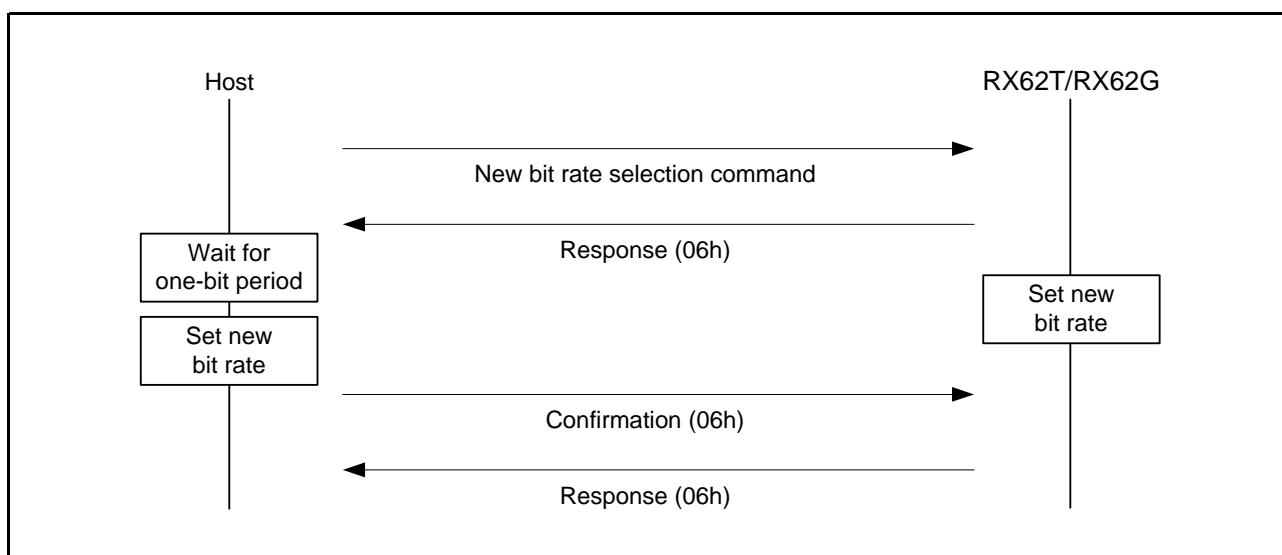 Host
RX62T/RX62G
New bit rate selection command
Response (06h)
Wait for
one-bit period
Set new
bit rate
Set new
bit rate
Confirmation (06h)
Response (06h)